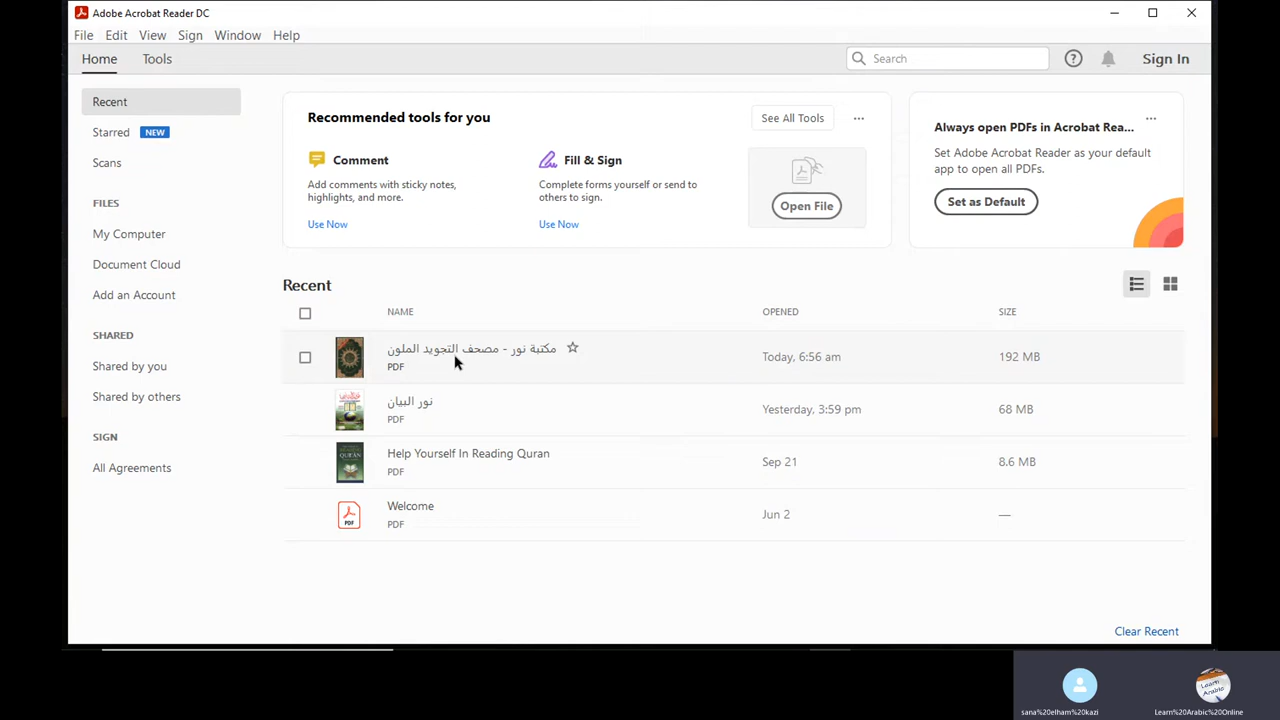 Adobe Acrobat Reader DC
File Edit View Sign Window Help
Home Tools
Search
Sign In
Recent
Starred NEW
Scans
FILES
My Computer
Document Cloud
Add an Account
SHARED
Shared by you
Shared by others
SIGN
All Agreements
Recommended tools for you
See All Tools
Comment
Add comments with sticky notes,
highlights, and more.
Use Now
Fill & Sign
Complete forms yourself or send to
others to sign.
Use Now
Open File
Always open PDFs in Acrobat Rea...
Set Adobe Acrobat Reader as your default
app to open all PDFs.
Set as Default
Recent
NAME OPENED SIZE
مكتبة نور - مصحف التجويد الملون
PDF
Today, 6:56 am
192 MB
نور البيان
PDF
Yesterday, 3:59 pm
68 MB
Help Yourself In Reading Quran
PDF
Sep 21
8.6 MB
Welcome
PDF
Jun 2
—
Clear Recent
Learn
Arabic
sana%20elham%20kazi
Learn%20Arabic%20Online